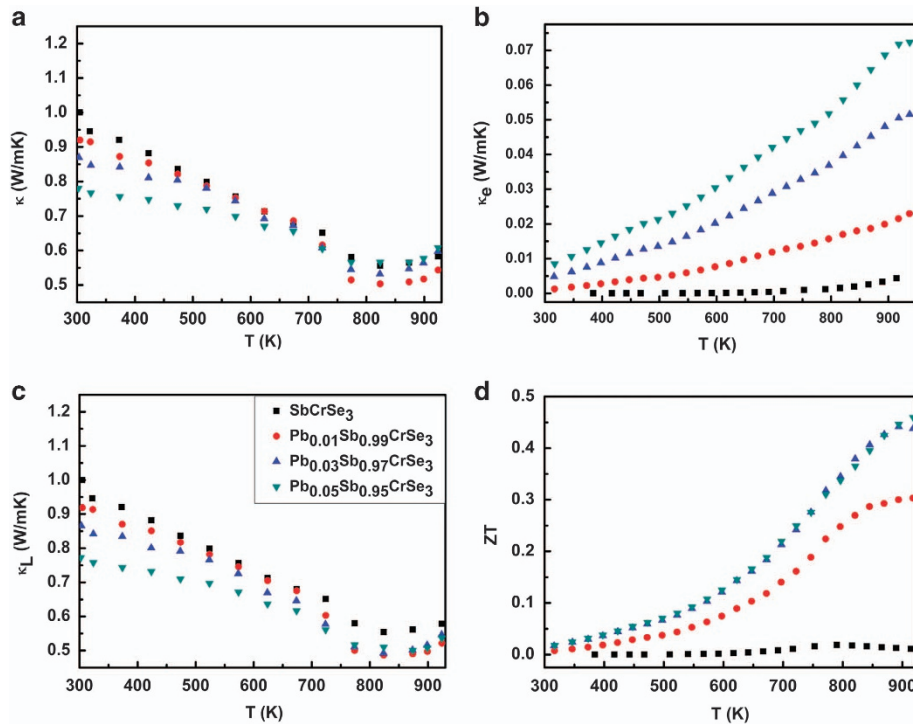 a
1.2
1.1
1.0
0.9
0.8
0.7
0.6
0.5
κ (W/mK)
300 400 500 600 700 800 900
T (K)
b
0.07
0.06
0.05
0.04
0.03
0.02
0.01
0.00
κe (W/mK)
300 400 500 600 700 800 900
T (K)
c
1.2
1.1
1.0
0.9
0.8
0.7
0.6
0.5
κL (W/mK)
SbCrSe3
Pb0.01Sb0.99CrSe3
Pb0.03Sb0.97CrSe3
Pb0.05Sb0.95CrSe3
300 400 500 600 700 800 900
T (K)
d
0.5
0.4
0.3
0.2
0.1
0.0
ZT
300 400 500 600 700 800 900
T (K)